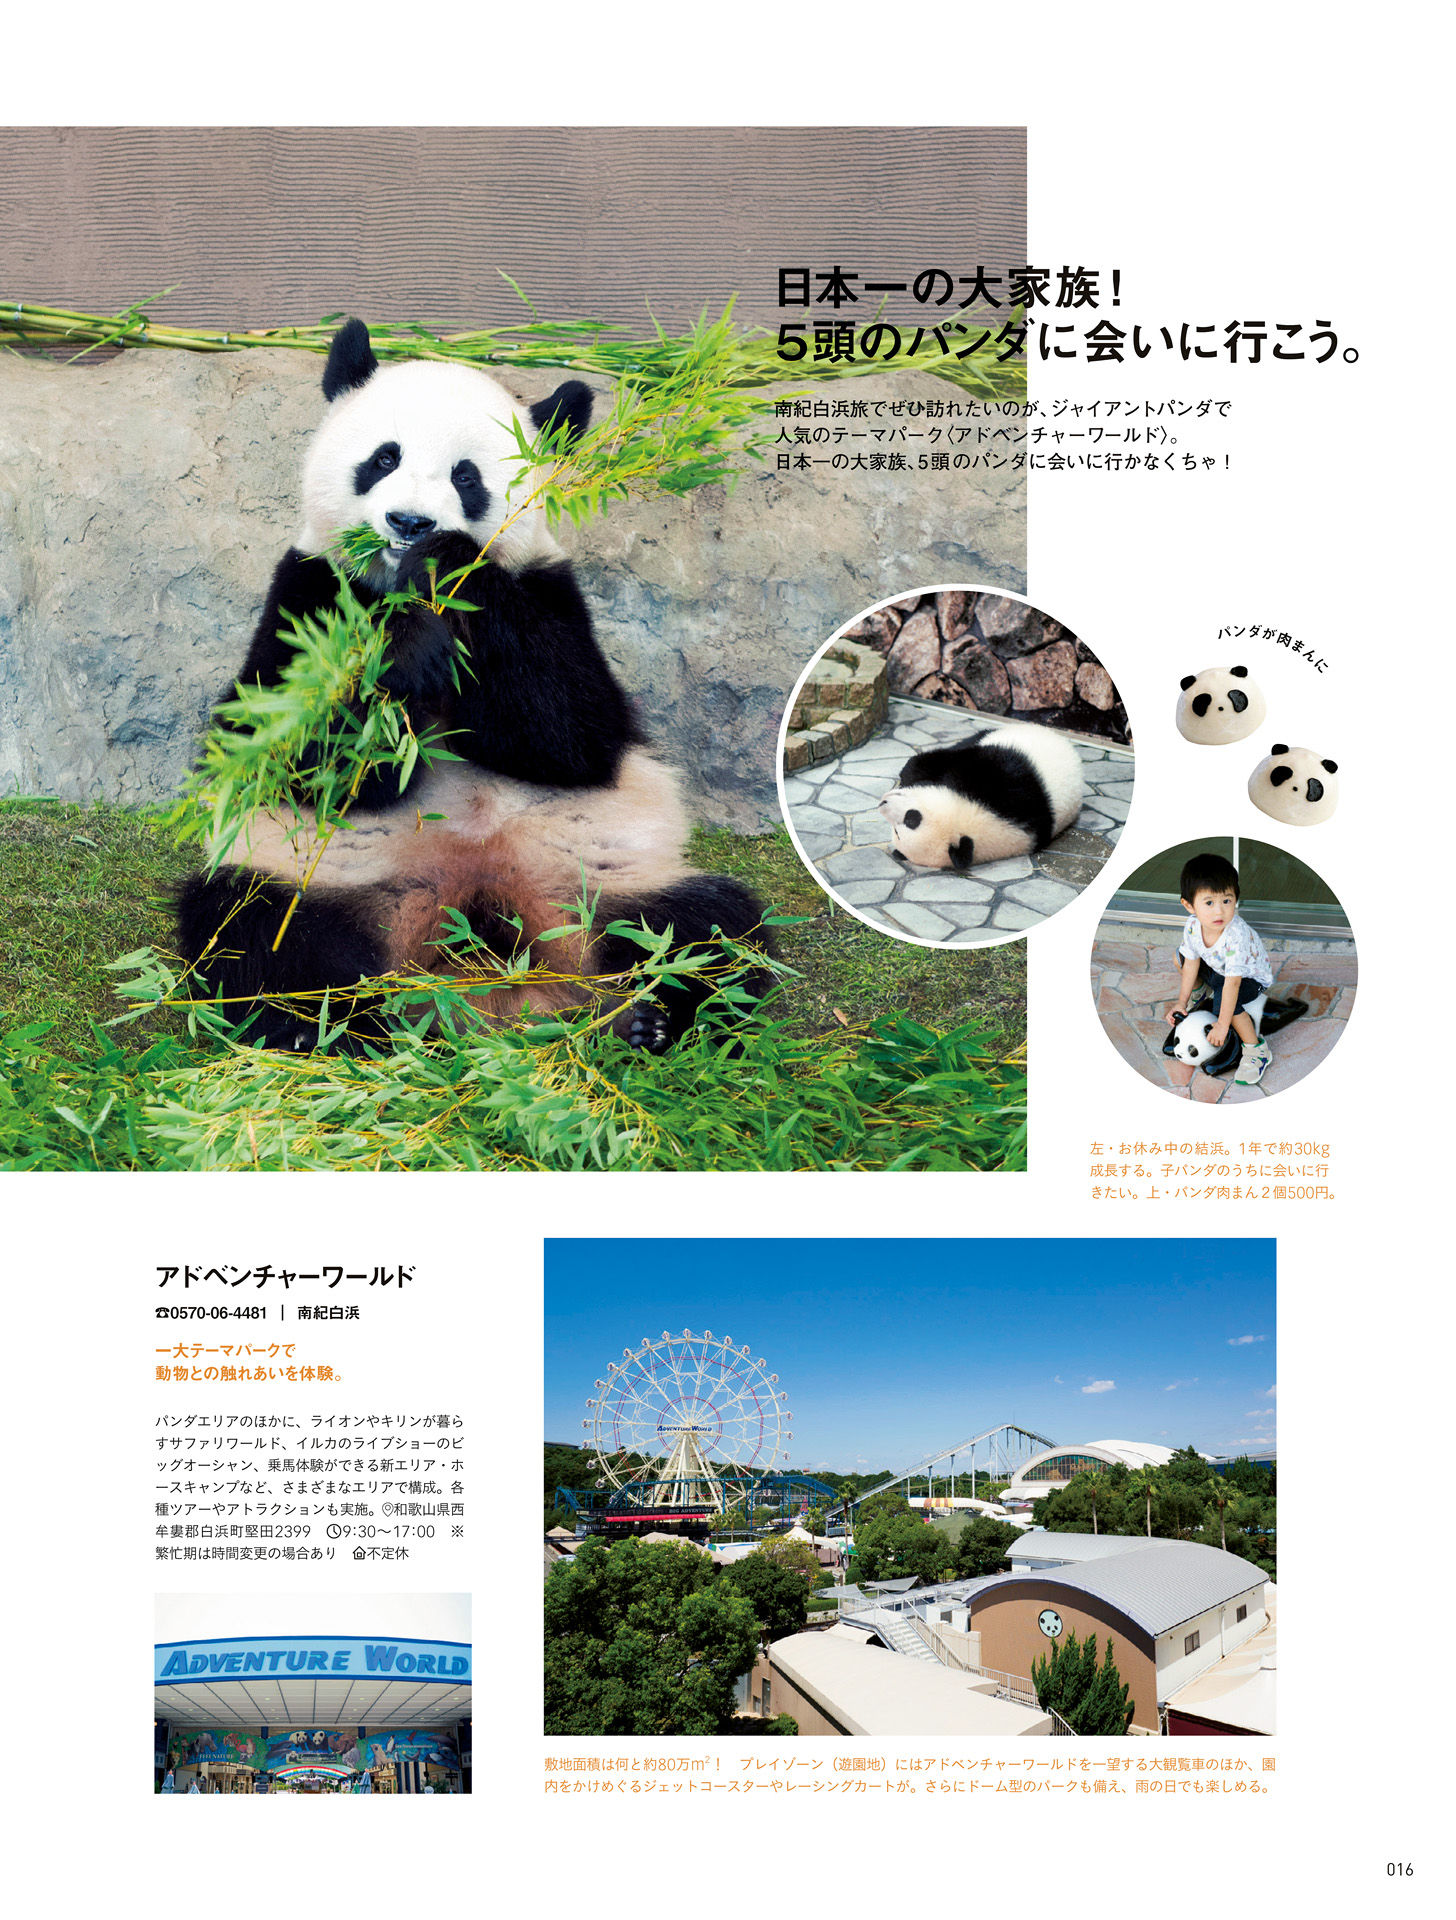 日本一の大家族！
5頭のパンダに会いに行こう。
南紀白浜旅でぜひ訪れたいのが、ジャイアントパンダで
人気のテーマパーク〈アドベンチャーワールド〉。
日本一の大家族、5頭のパンダに会いに行かなくちゃ！
パンダが肉まんに
左・お休み中の結浜。1年で約30kg
成長する。子パンダのうちに会いに行
きたい。上・パンダ肉まん2個500円。
アドベンチャーワールド
☎0570-06-4481 | 南紀白浜
一大テーマパークで
動物との触れあいを体験。
パンダエリアのほかに、ライオンやキリンが暮ら
すサファリワールド、イルカのライブショーのビ
ッグオーシャン、乗馬体験ができる新エリア・ホ
ースキャンプなど、さまざまなエリアで構成。各
種ツアーやアトラクションも実施。和歌山県西
牟婁郡白浜町堅田2399　9:30〜17:00　※
繁忙期は時間変更の場合あり　不定休
ADVENTURE WORLD
ADVENTURE WORLD
BIG ADVENTURE
敷地面積は何と約80万m²！　プレイゾーン（遊園地）にはアドベンチャーワールドを一望する大観覧車のほか、園
内をかけめぐるジェットコースターやレーシングカートが。さらにドーム型のパークも備え、雨の日でも楽しめる。
016